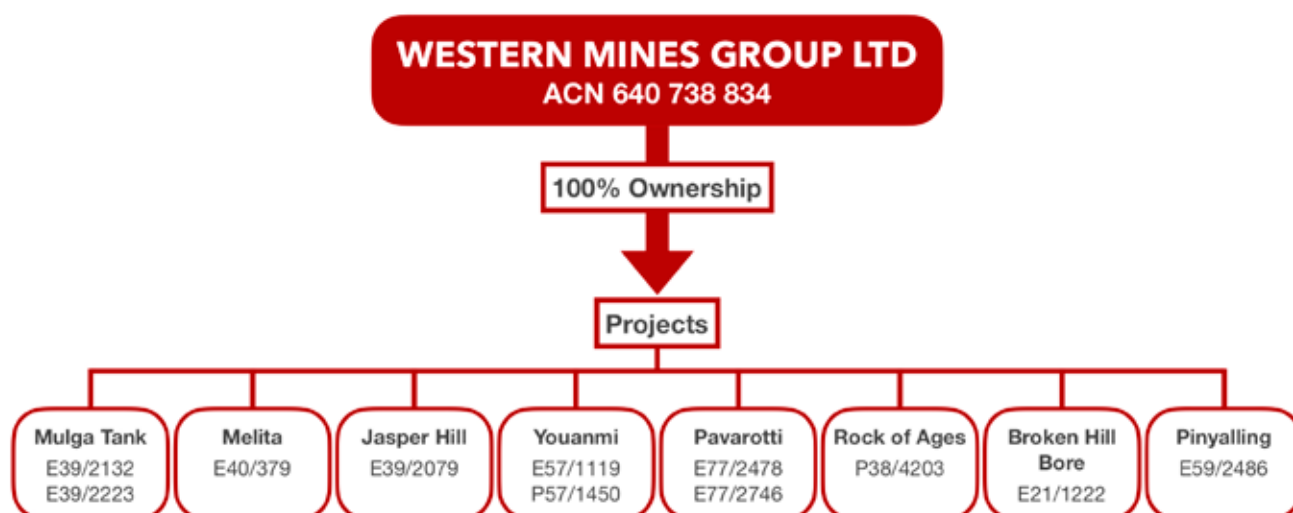 WESTERN MINES GROUP LTD
ACN 640 738 834
100% Ownership
Projects
Mulga Tank
E39/2132
E39/2223
Melita
E40/379
Jasper Hill
E39/2079
Youanmi
E57/1119
P57/1450
Pavarotti
E77/2478
E77/2746
Rock of Ages
P38/4203
Broken Hill
Bore
E21/1222
Pinyalling
E59/2486